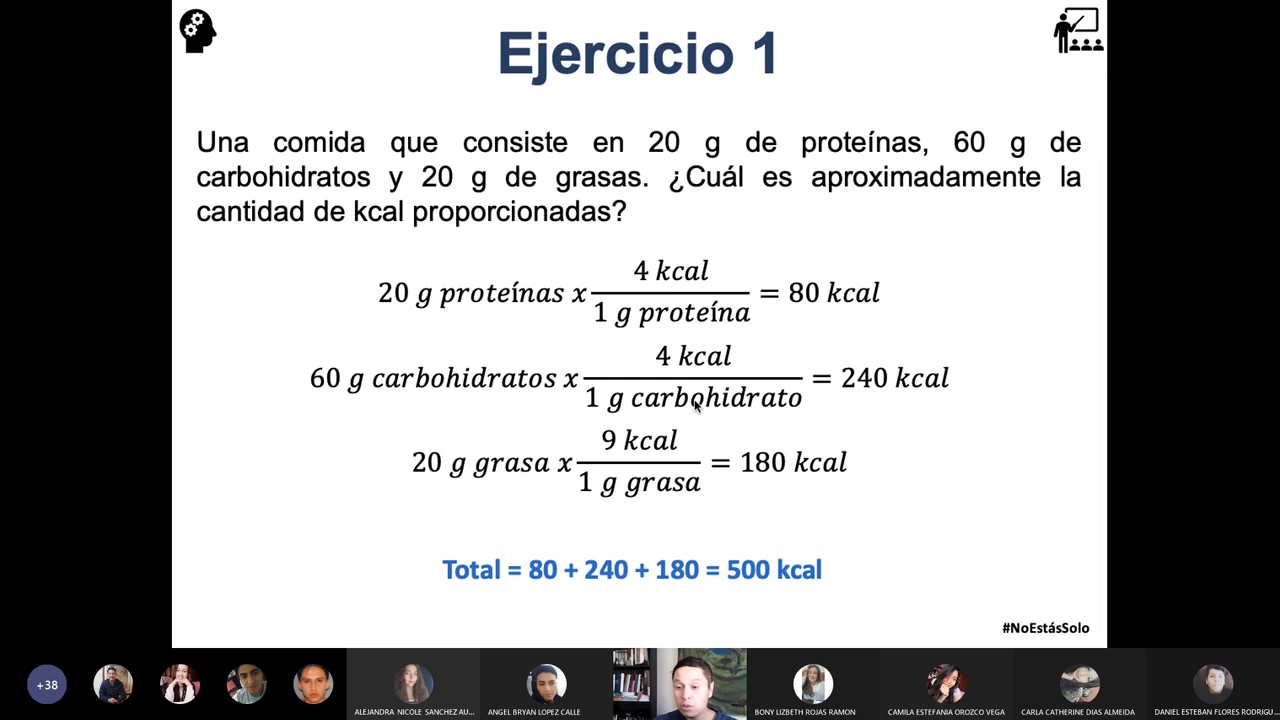 Ejercicio 1
Una comida que consiste en 20 g de proteínas, 60 g de
carbohidratos y 20 g de grasas. ¿Cuál es aproximadamente la
cantidad de kcal proporcionadas?
20 g proteínas x 4 kcal / 1 g proteína = 80 kcal
60 g carbohidratos x 4 kcal / 1 g carbohidrato = 240 kcal
20 g grasa x 9 kcal / 1 g grasa = 180 kcal
Total = 80 + 240 + 180 = 500 kcal
#NoEstásSolo
+38
ALEJANDRA NICOLE SANCHEZ AU...
ANGEL BRYAN LOPEZ CALLE
BONY LIZBETH ROJAS RAMON
CAMILA ESTEFANIA OROZCO VEGA
CARLA CATHERINE DIAS ALMEIDA
DANIEL ESTEBAN FLORES RODRIGU